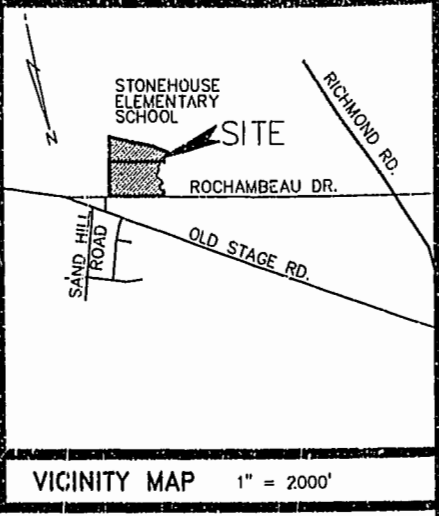 STONEHOUSE
ELEMENTARY
SCHOOL
SITE
RICHMOND RD.
ROCHAMBEAU DR.
OLD STAGE RD.
SAND HILL
ROAD
N
VICINITY MAP 1" = 2000'